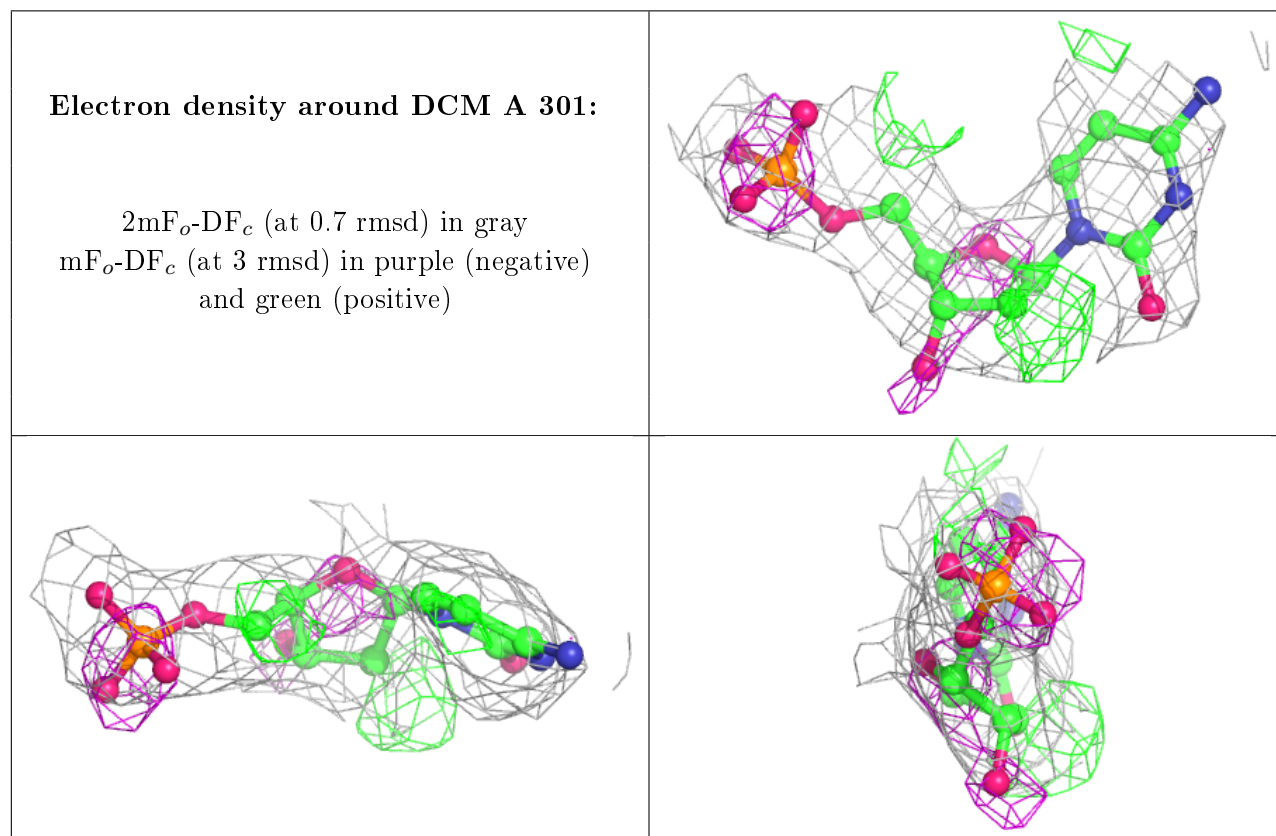 Electron density around DCM A 301:
2mFo-DFc (at 0.7 rmsd) in gray
mFo-DFc (at 3 rmsd) in purple (negative)
and green (positive)